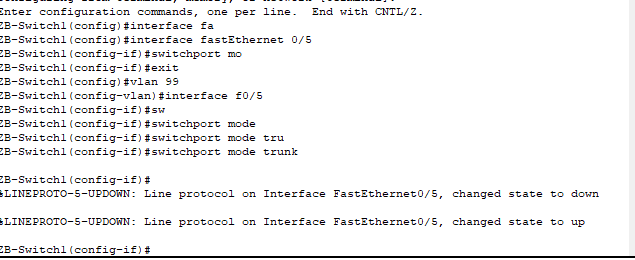 Enter configuration commands, one per line.  End with CNTL/Z.
ZB-Switch1(config)#interface fa
ZB-Switch1(config)#interface fastEthernet 0/5
ZB-Switch1(config-if)#switchport mo
ZB-Switch1(config-if)#exit
ZB-Switch1(config)#vlan 99
ZB-Switch1(config-vlan)#interface f0/5
ZB-Switch1(config-if)#sw
ZB-Switch1(config-if)#switchport mode
ZB-Switch1(config-if)#switchport mode tru
ZB-Switch1(config-if)#switchport mode trunk
ZB-Switch1(config-if)#
%LINEPROTO-5-UPDOWN: Line protocol on Interface FastEthernet0/5, changed state to down
%LINEPROTO-5-UPDOWN: Line protocol on Interface FastEthernet0/5, changed state to up
ZB-Switch1(config-if)#